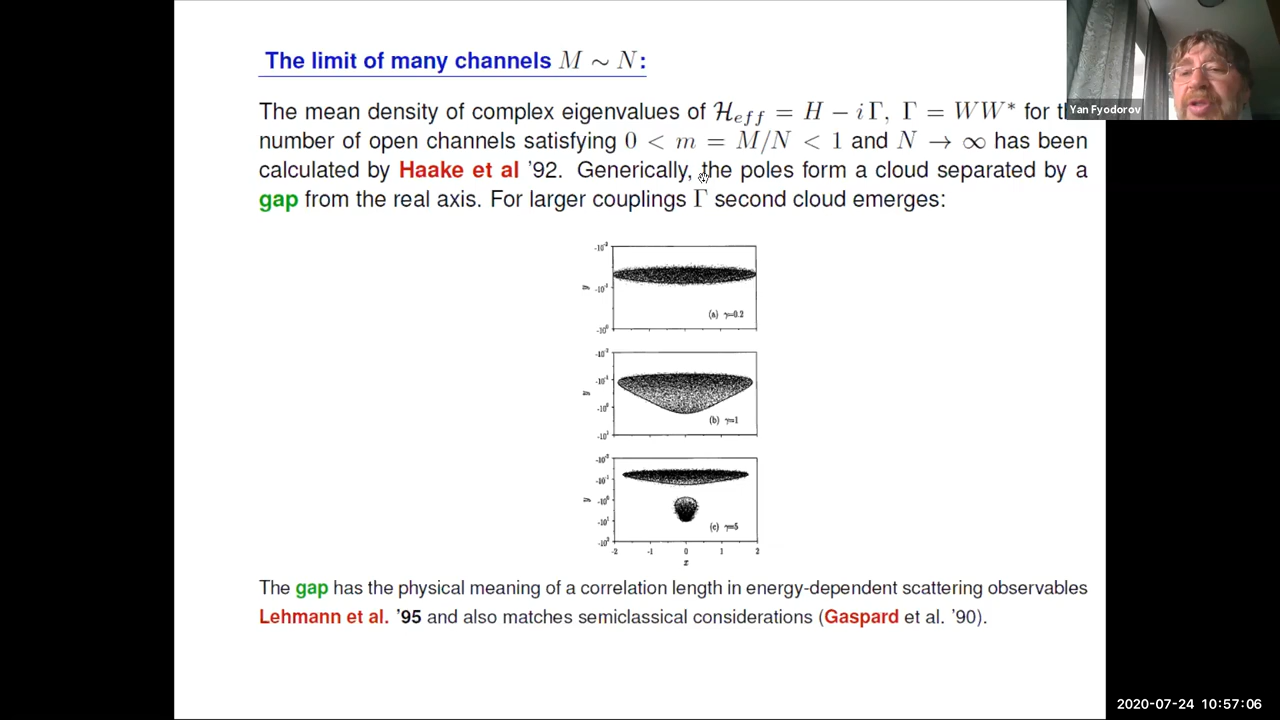 The limit of many channels M ∼ N:
Yan Fyodorov
The mean density of complex eigenvalues of ℋ_{eff} = H − iΓ, Γ = WW* for
number of open channels satisfying 0 < m = M/N < 1 and N → ∞ has been
calculated by Haake et al '92. Generically, the poles form a cloud separated by a
gap from the real axis. For larger couplings Γ second cloud emerges:
y
(a) γ=0.2
y
(b) γ=1
y
(c) γ=5
-2 -1 0 1 2
x
The gap has the physical meaning of a correlation length in energy-dependent scattering observables
Lehmann et al. '95 and also matches semiclassical considerations (Gaspard et al. '90).
2020-07-24 10:57:06